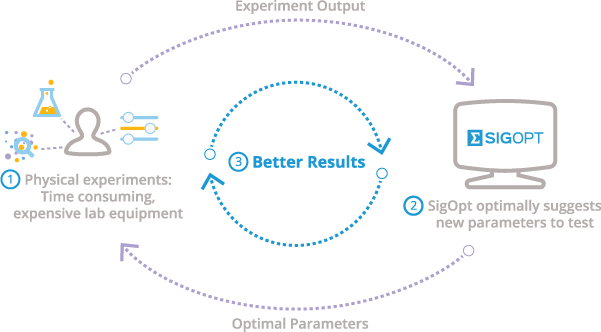 Experiment Output
ΣSIGOPT
3 Better Results
1 Physical experiments:
Time consuming,
expensive lab equipment
2 SigOpt optimally suggests
new parameters to test
Optimal Parameters